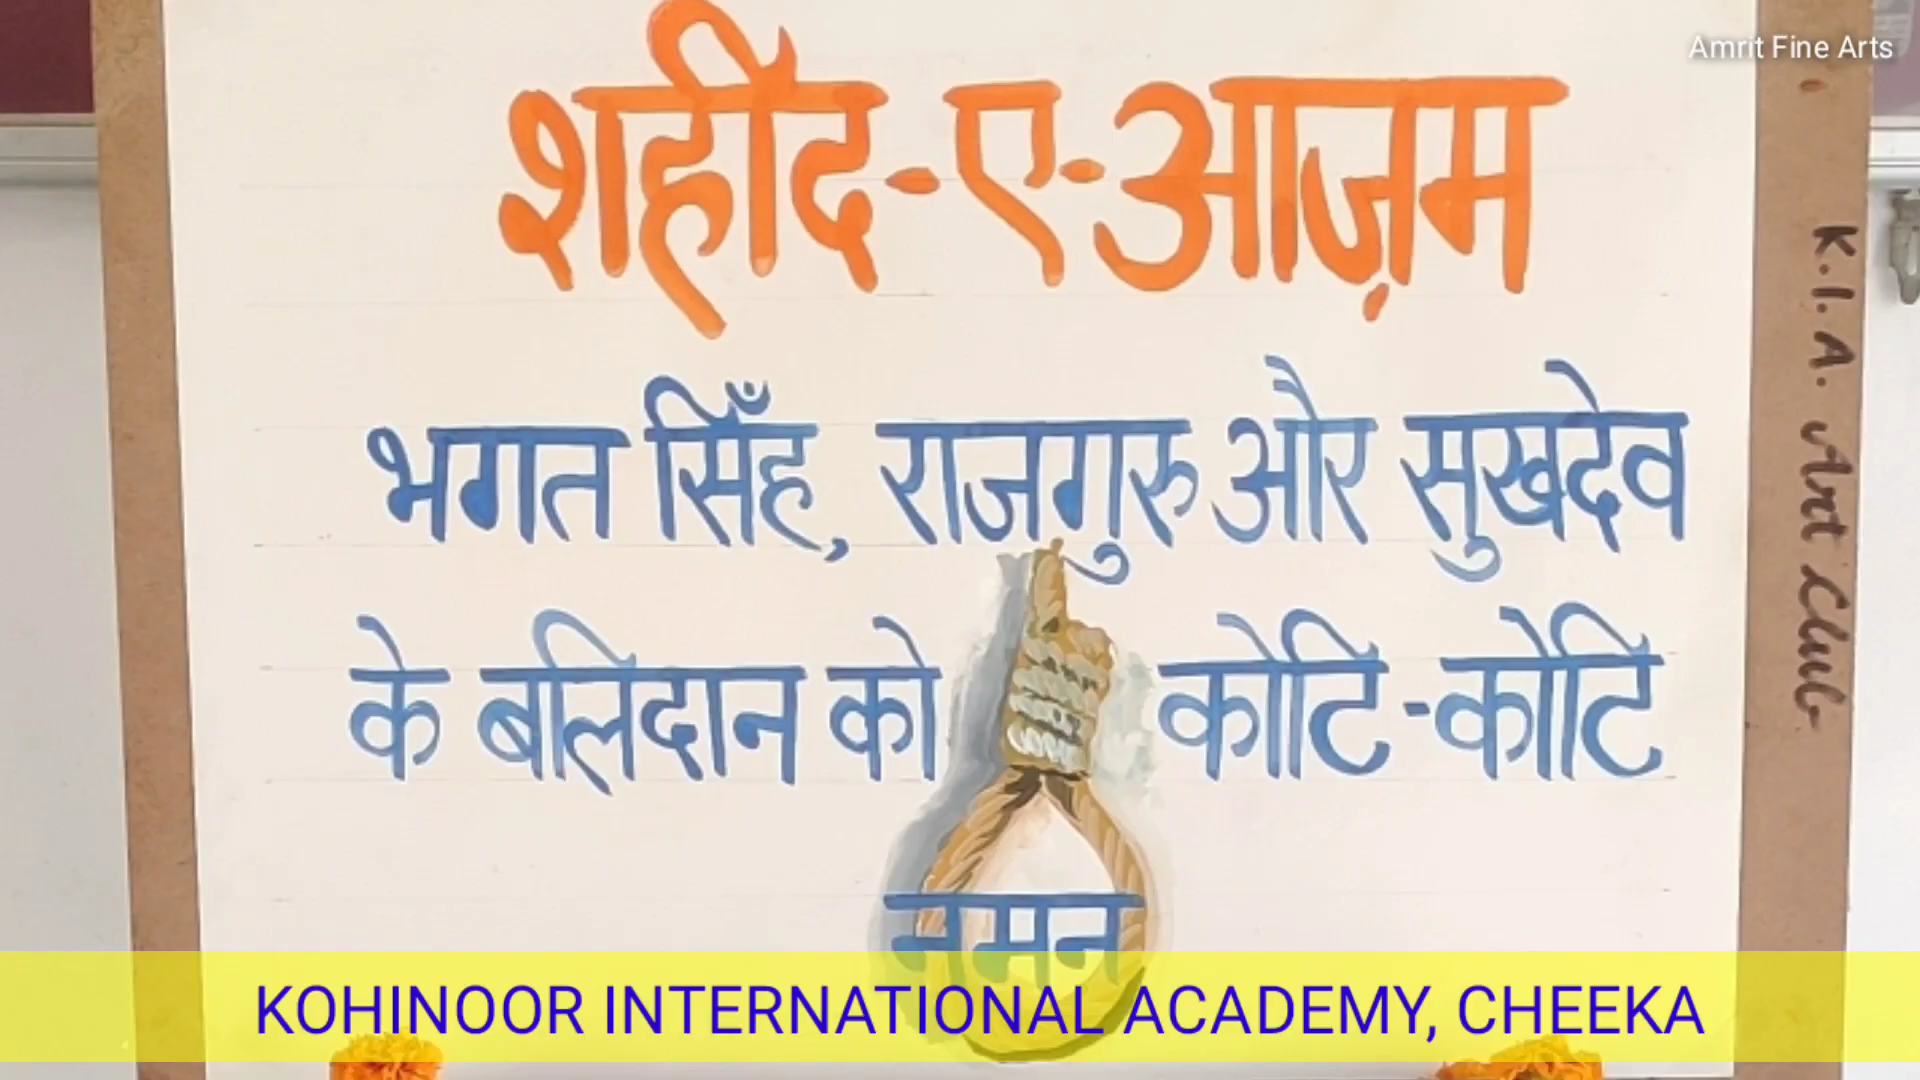 Amrit Fine Arts
शहीद-ए-आज़म
भगत सिँह, राजगुरु और सुखदेव
के बलिदान को कोटि-कोटि
नमन
K.I.A. Art Club
KOHINOOR INTERNATIONAL ACADEMY, CHEEKA